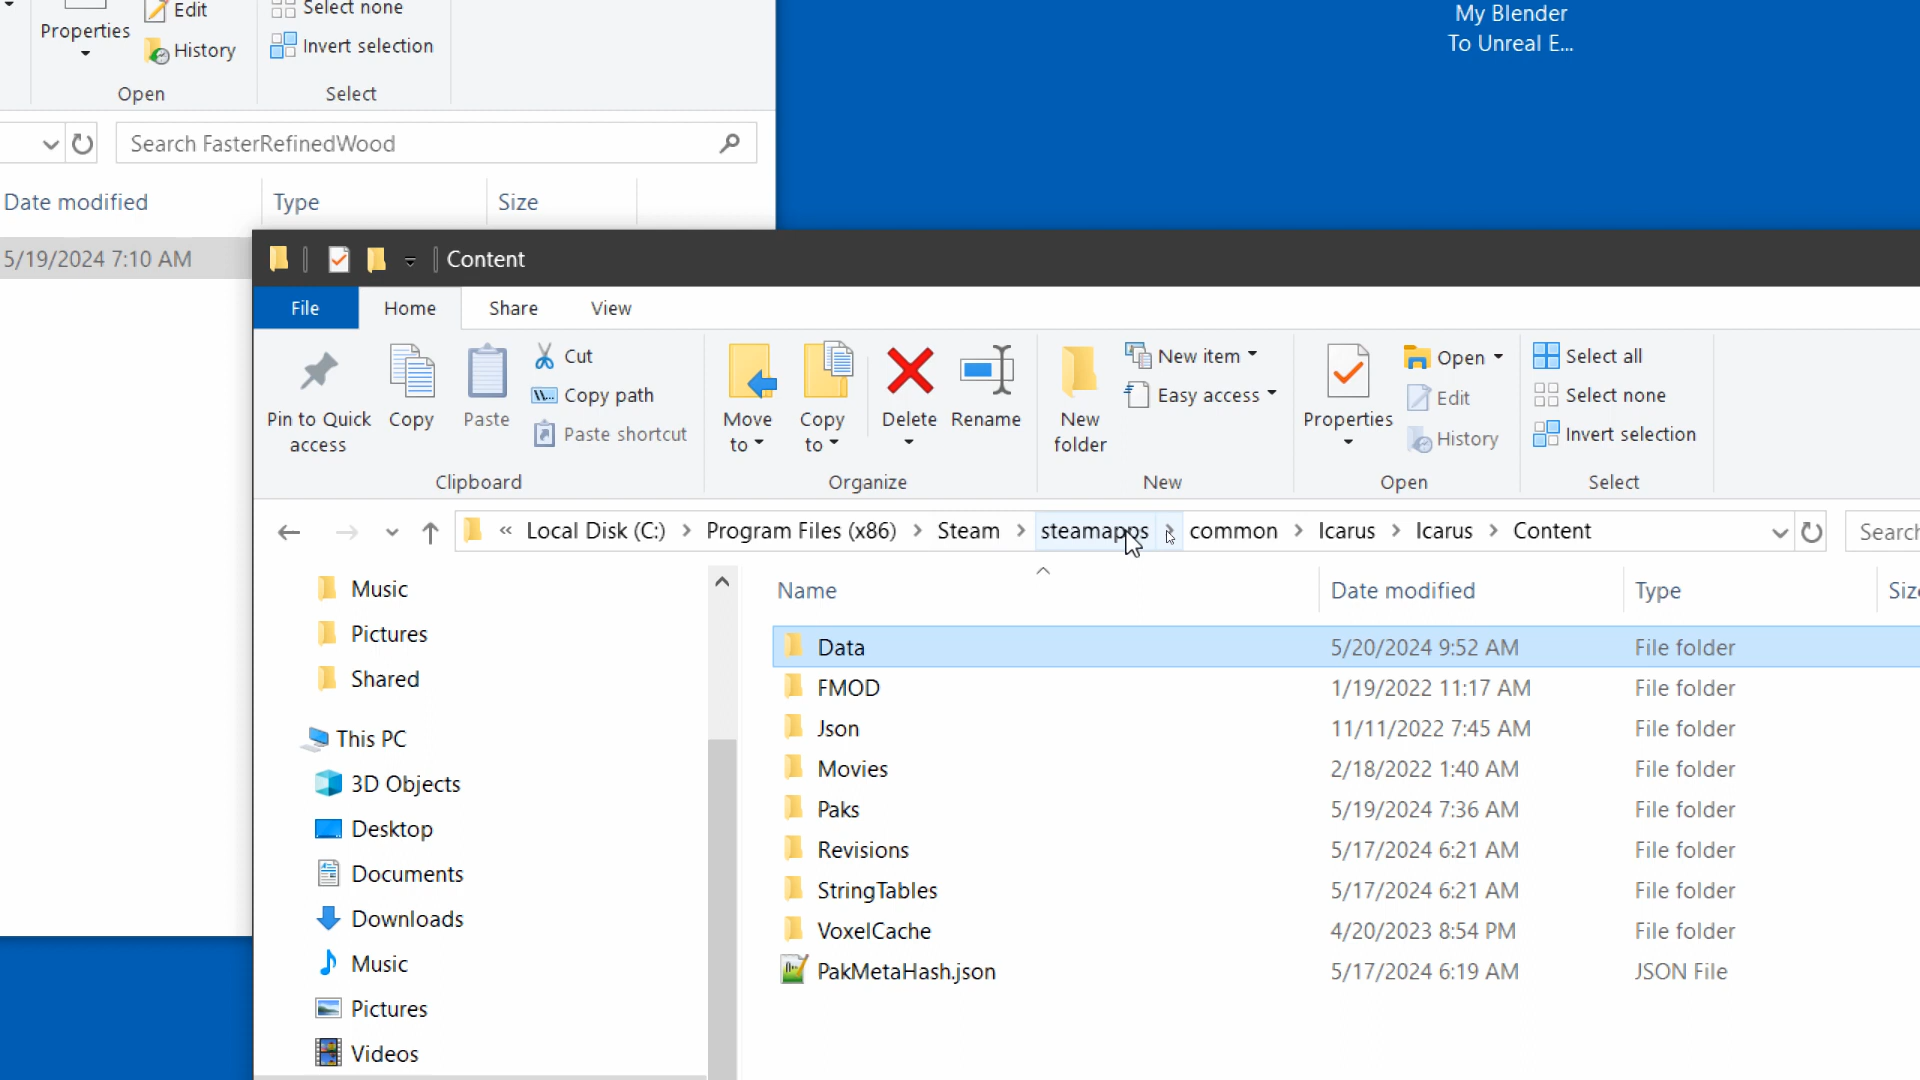 My Blender
To Unreal E...
Properties
Edit
History
Select none
Invert selection
Open
Select
Search FasterRefinedWood
Date modified
Type
Size
5/19/2024 7:10 AM
Content
File
Home
Share
View
Pin to Quick
access
Copy
Paste
Cut
Copy path
Paste shortcut
Clipboard
Move
to
Copy
to
Delete
Rename
Organize
New
folder
New item
Easy access
New
Properties
Open
Edit
History
Open
Select all
Select none
Invert selection
Select
« Local Disk (C:) > Program Files (x86) > Steam > steamapps > common > Icarus > Icarus > Content
Search
Music
Pictures
Shared
This PC
3D Objects
Desktop
Documents
Downloads
Music
Pictures
Videos
Name Date modified Type Size
Data 5/20/2024 9:52 AM File folder
FMOD 1/19/2022 11:17 AM File folder
Json 11/11/2022 7:45 AM File folder
Movies 2/18/2022 1:40 AM File folder
Paks 5/19/2024 7:36 AM File folder
Revisions 5/17/2024 6:21 AM File folder
StringTables 5/17/2024 6:21 AM File folder
VoxelCache 4/20/2023 8:54 PM File folder
PakMetaHash.json 5/17/2024 6:19 AM JSON File